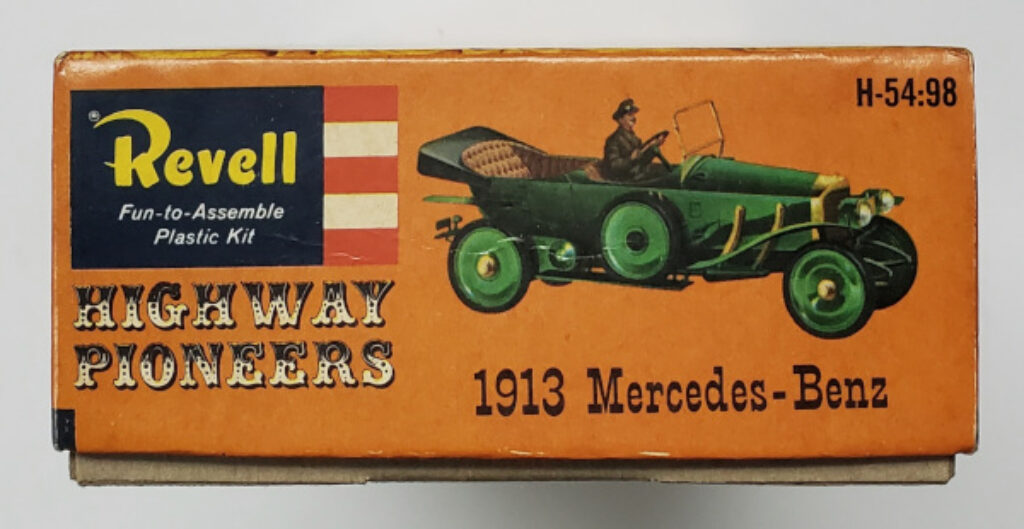 H-54:98
®
Revell
Fun-to-Assemble
Plastic Kit
HIGHWAY
PIONEERS
1913 Mercedes-Benz